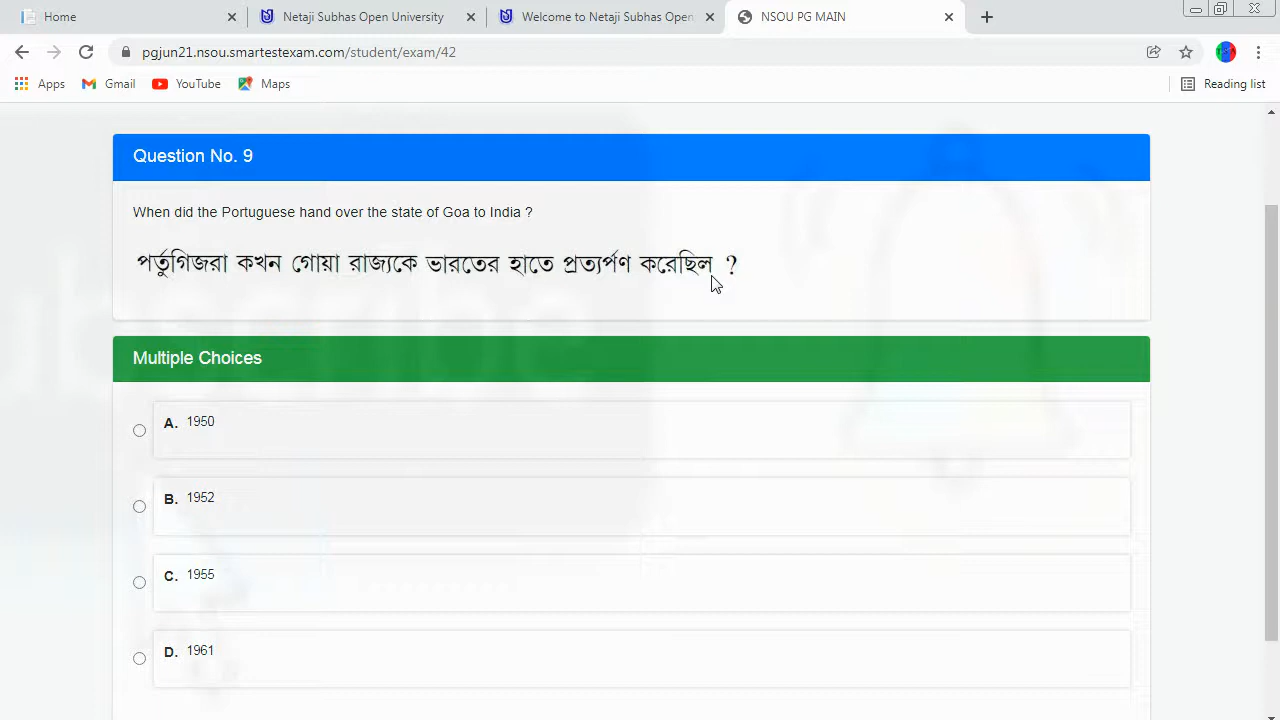 Home
Netaji Subhas Open University
Welcome to Netaji Subhas Open
NSOU PG MAIN
pgjun21.nsou.smartestexam.com/student/exam/42
Apps
Gmail
YouTube
Maps
Reading list
Question No. 9
When did the Portuguese hand over the state of Goa to India ?
পর্তুগিজরা কখন গোয়া রাজ্যকে ভারতের হাতে প্রত্যর্পণ করেছিল ?
Multiple Choices
A. 1950
B. 1952
C. 1955
D. 1961